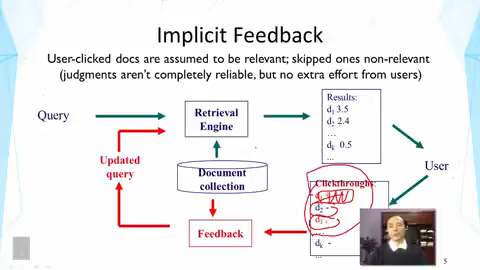 Implicit Feedback
User-clicked docs are assumed to be relevant; skipped ones non-relevant
(judgments aren't completely reliable, but no extra effort from users)
Query
Retrieval
Engine
Results:
d1 3.5
d2 2.4
…
dk 0.5
...
User
Updated
query
Document
collection
Clickthroughs:
d2 -
…
dk -
Feedback
5